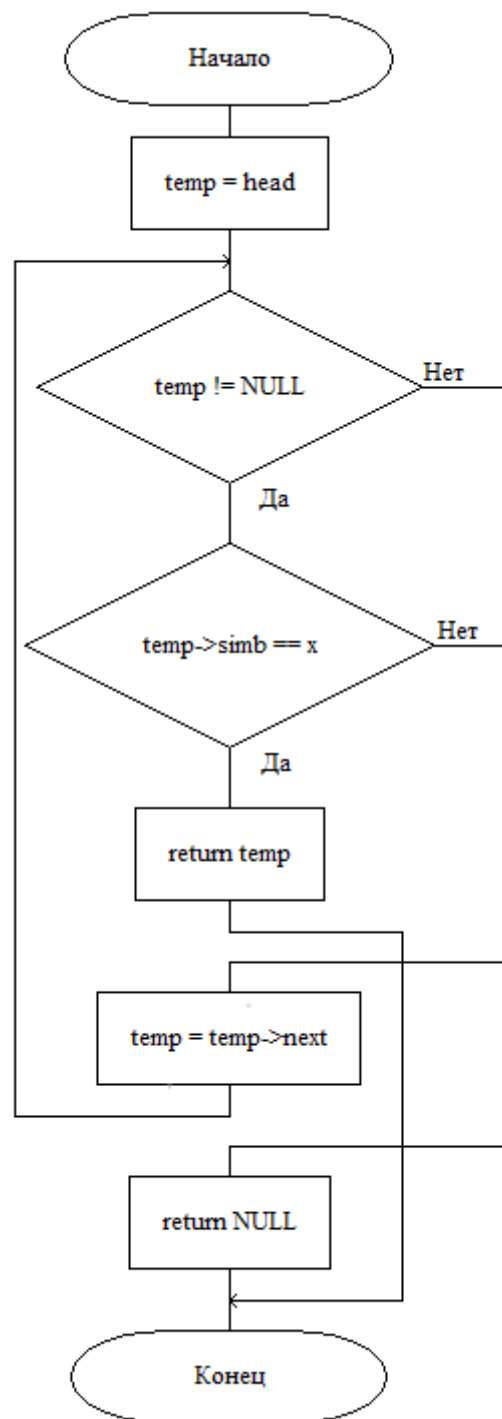 Начало
temp = head
temp != NULL
Нет
Да
temp->simb == x
Нет
Да
return temp
temp = temp->next
return NULL
Конец